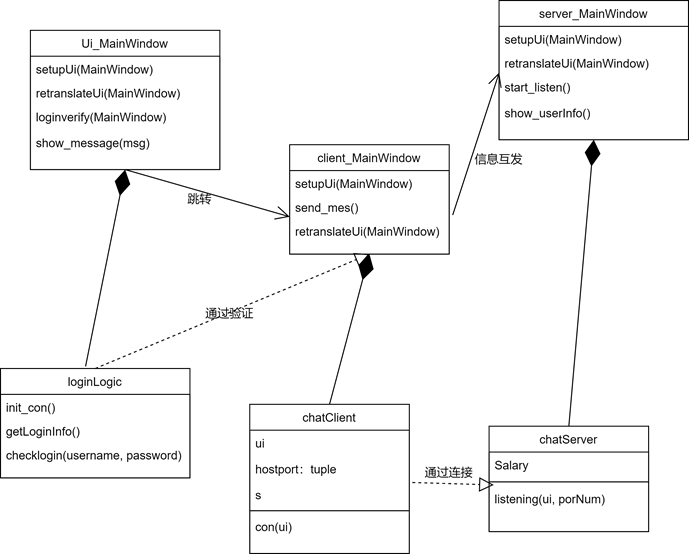 Ui_MainWindow
setupUi(MainWindow)
retranslateUi(MainWindow)
loginverify(MainWindow)
show_message(msg)
server_MainWindow
setupUi(MainWindow)
retranslateUi(MainWindow)
start_listen()
show_userInfo()
client_MainWindow
setupUi(MainWindow)
send_mes()
retranslateUi(MainWindow)
跳转
信息互发
通过验证
loginLogic
init_con()
getLoginInfo()
checklogin(username, password)
chatClient
ui
hostport：tuple
s
con(ui)
通过连接
chatServer
Salary
listening(ui, porNum)